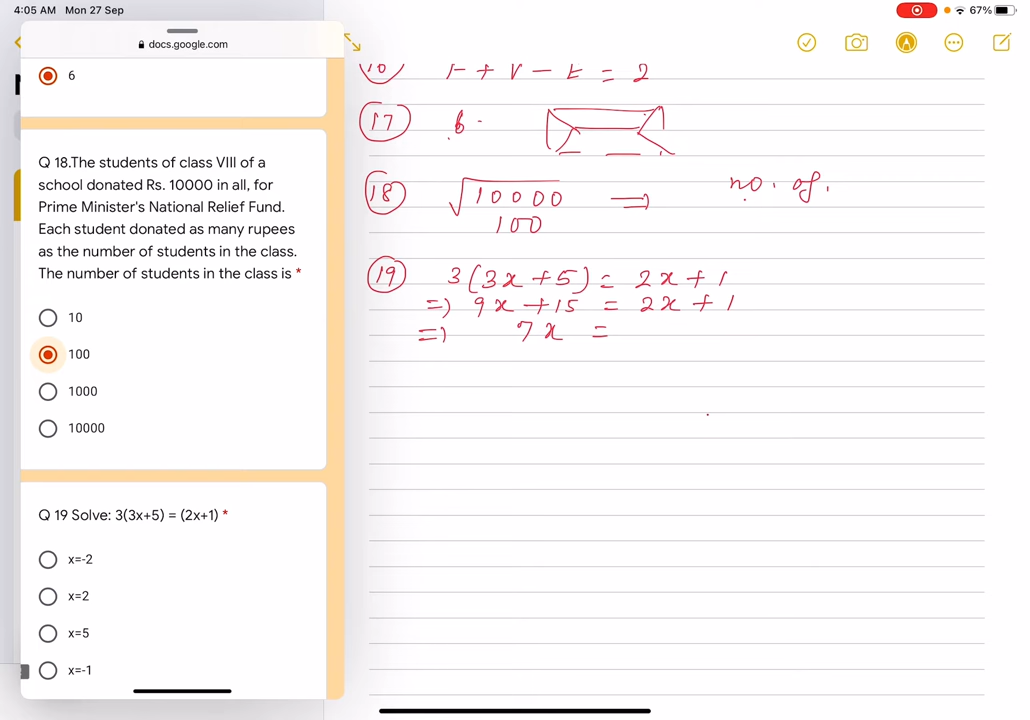 4:05 AM Mon 27 Sep
67%
docs.google.com
6
Q 18.The students of class VIII of a
school donated Rs. 10000 in all, for
Prime Minister's National Relief Fund.
Each student donated as many rupees
as the number of students in the class.
The number of students in the class is *
10
100
1000
10000
Q 19 Solve: 3(3x+5) = (2x+1) *
x=-2
x=2
x=5
x=-1
F + V - E = 2
17 6.
18 √10000 => no. of.
100
19 3(3x+5) = 2x+1
=> 9x+15 = 2x+1
=> 7x =